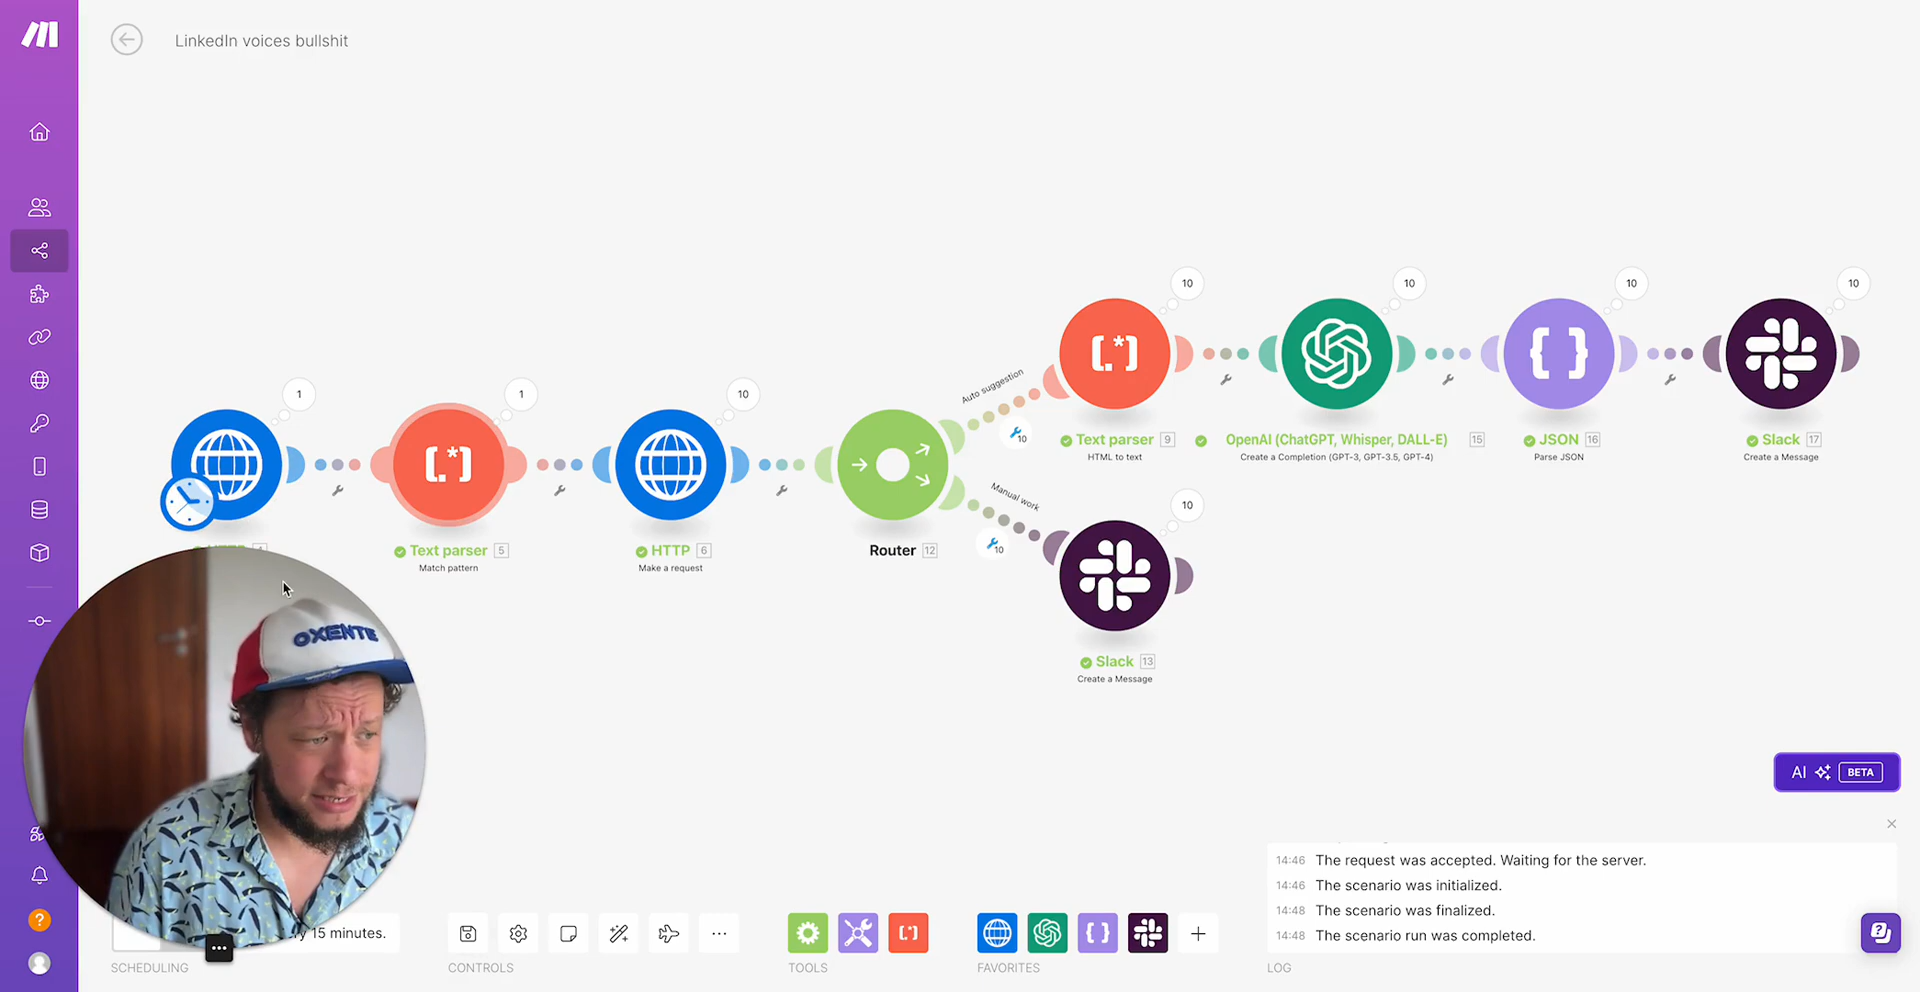 LinkedIn voices bullshit
1
1
10
10
10
10
10
10
Auto suggestion
Manual work
10
10
Text parser 5
Match pattern
HTTP 6
Make a request
Router 12
Text parser 9
HTML to text
OpenAI (ChatGPT, Whisper, DALL-E) 15
Create a Completion (GPT-3, GPT-3.5, GPT-4)
JSON 16
Parse JSON
Slack 17
Create a Message
Slack 13
Create a Message
OXENTE
AI BETA
14:46 The request was accepted. Waiting for the server.
14:46 The scenario was initialized.
14:48 The scenario was finalized.
14:48 The scenario run was completed.
15 minutes.
SCHEDULING
CONTROLS
TOOLS
FAVORITES
LOG